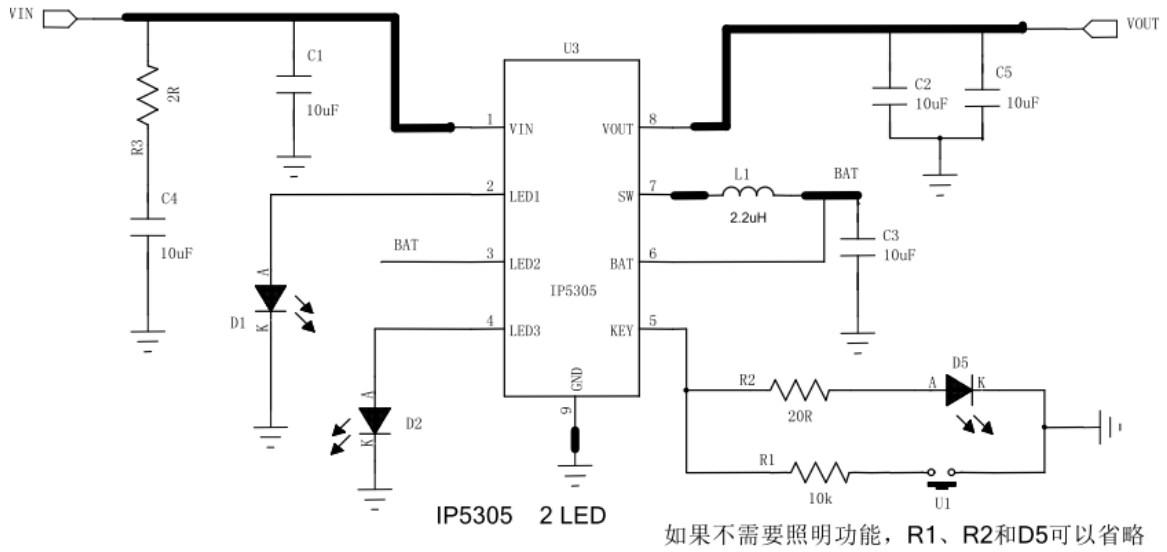 VIN
VOUT
U3
C1
10uF
C2
10uF
C5
10uF
2R
R3
1
VIN
VOUT
8
C4
10uF
2
LED1
SW
7
L1
2.2uH
BAT
C3
10uF
BAT
3
LED2
BAT
6
IP5305
A
D1
K
4
LED3
KEY
5
A
D2
K
GND
9
R2
20R
D5
A
K
R1
10k
U1
IP5305 2 LED
如果不需要照明功能，R1、R2和D5可以省略